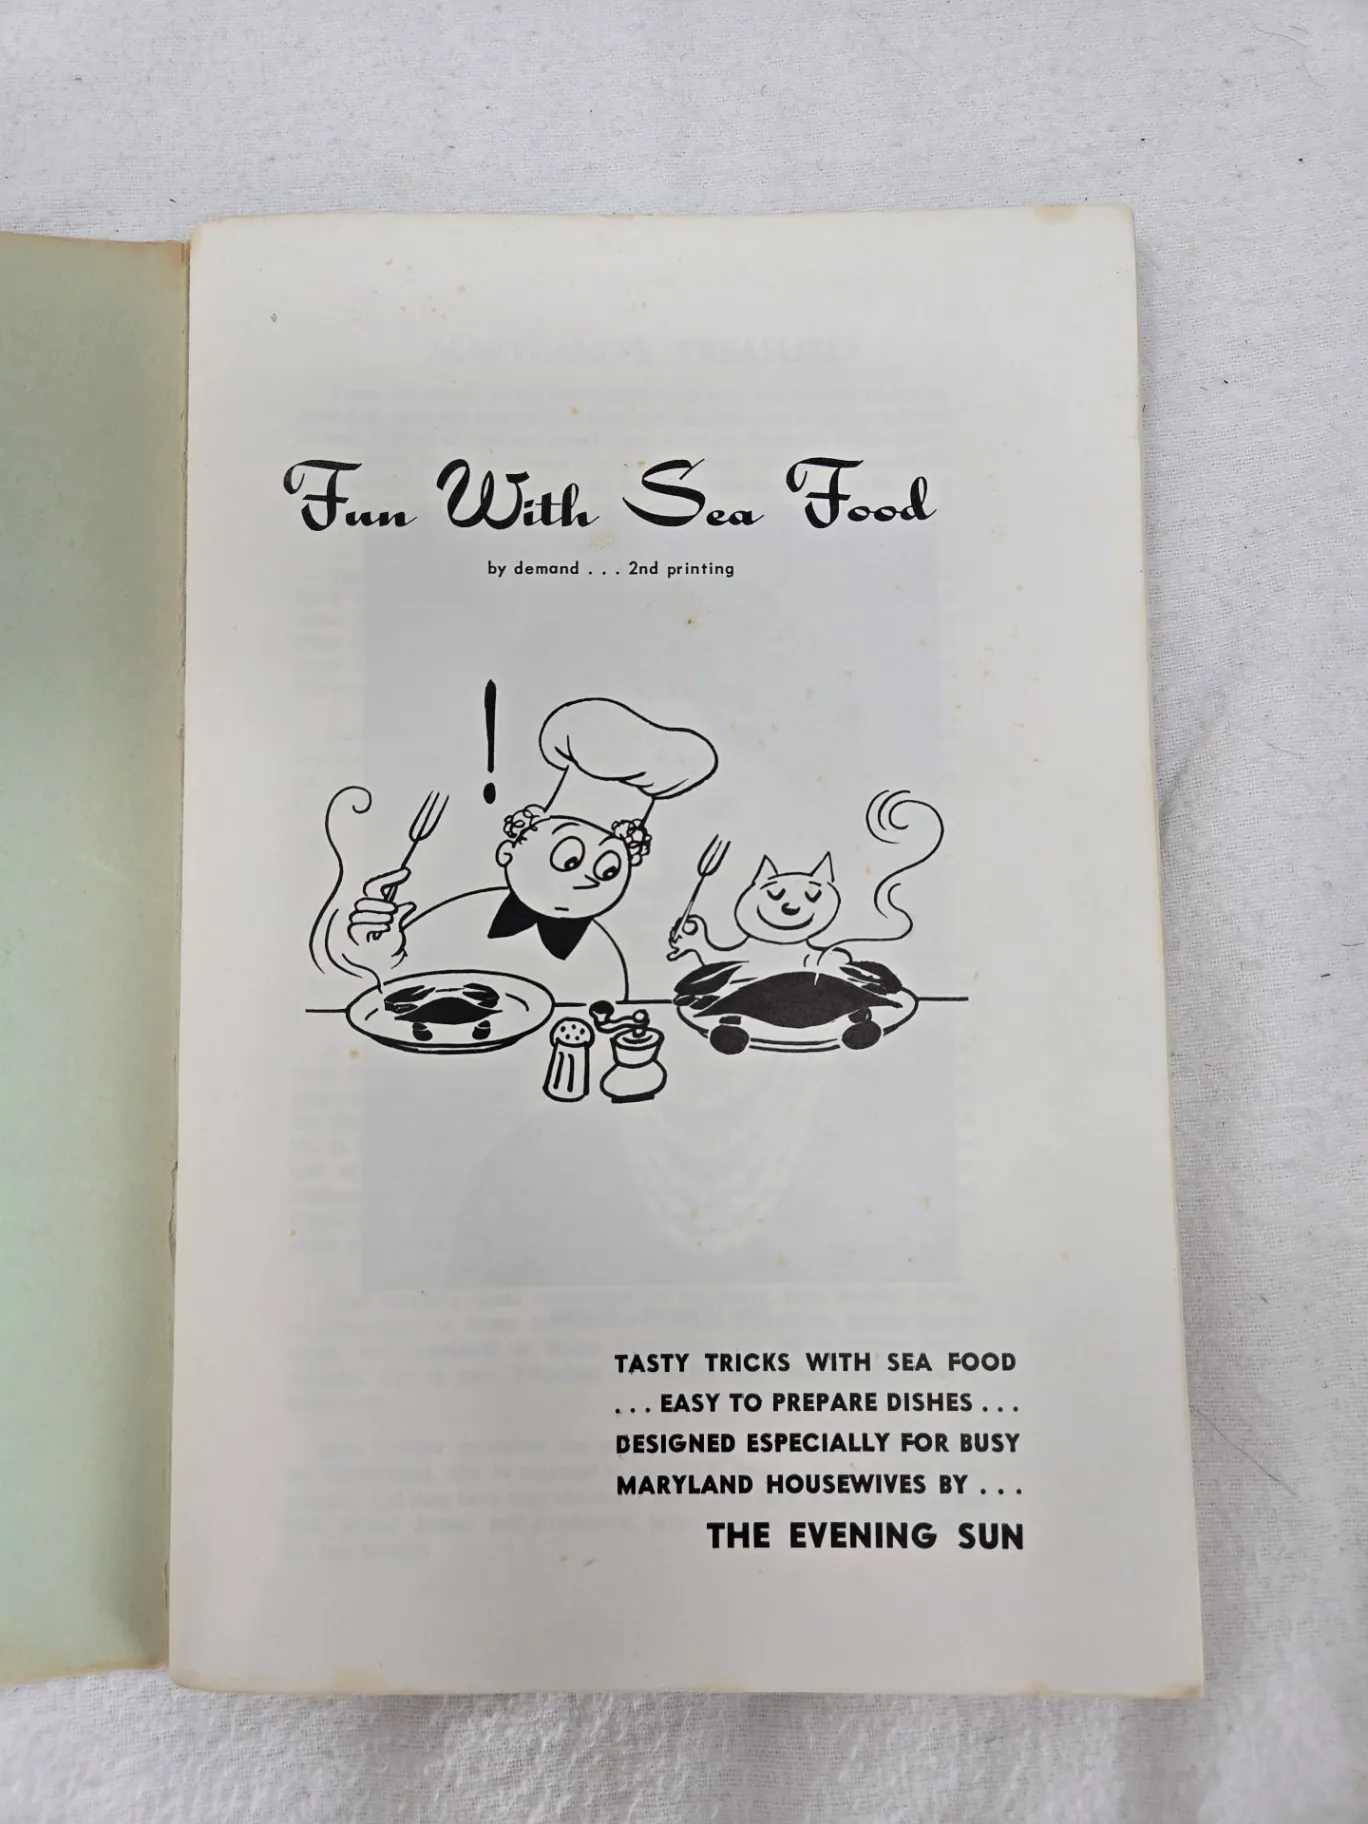 Fun With Sea Food
by demand . . . 2nd printing
!
TASTY TRICKS WITH SEA FOOD
. . . EASY TO PREPARE DISHES . . .
DESIGNED ESPECIALLY FOR BUSY
MARYLAND HOUSEWIVES BY . . .
THE EVENING SUN